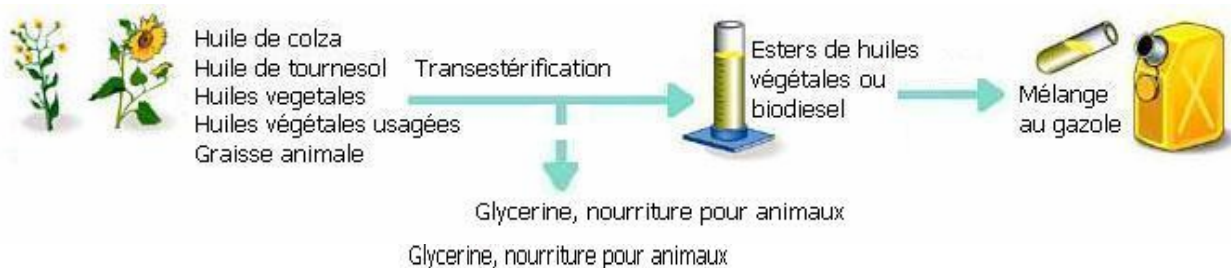 Huile de colza
Huile de tournesol
Huiles vegetales
Huiles végétales usagées
Graisse animale
Transestérification
Esters de huiles
végétales ou
biodiesel
Mélange
au gazole
Glycerine, nourriture pour animaux
Glycerine, nourriture pour animaux